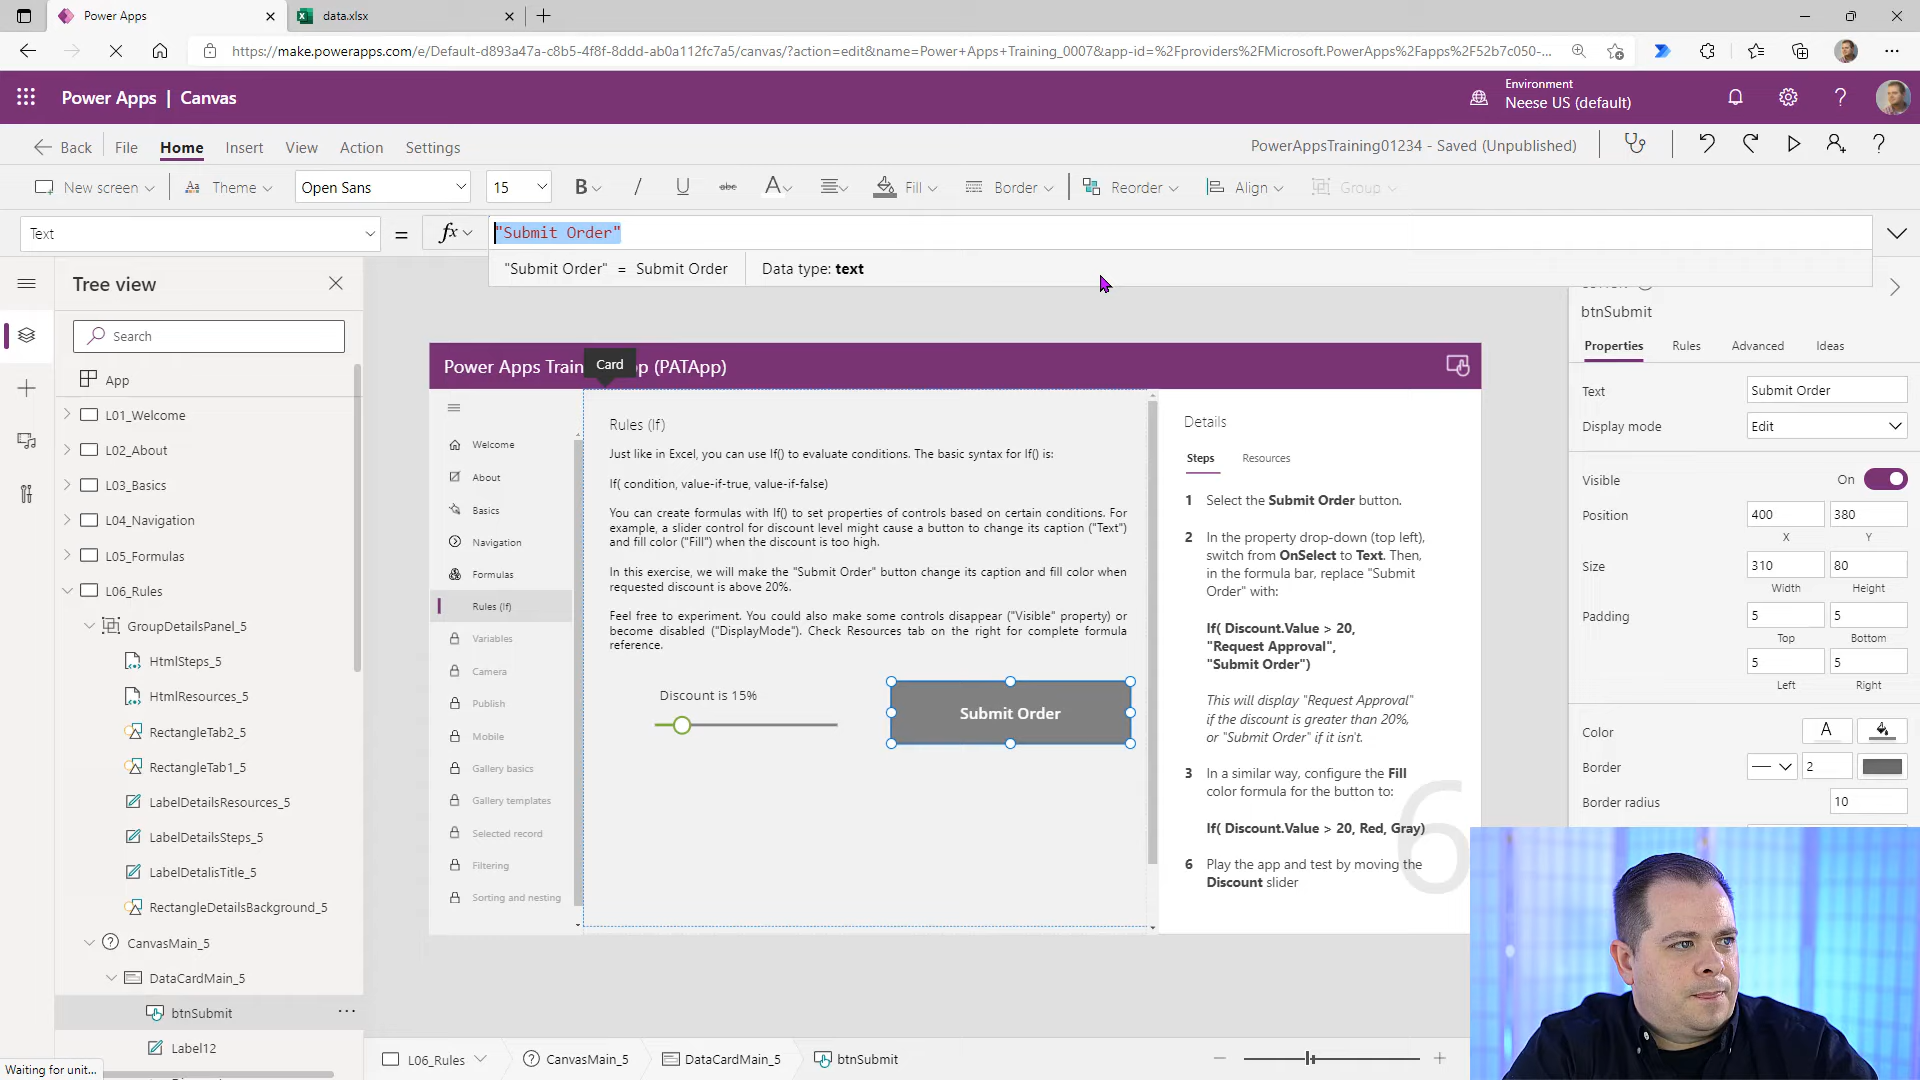 Power Apps
data.xlsx
https://make.powerapps.com/e/Default-d893a47a-c8b5-4f8f-8ddd-ab0a112fc7a5/canvas/?action=edit&name=Power+Apps+Training_0007&app-id=%2Fproviders%2FMicrosoft.PowerApps%2Fapps%2F52b7c050-...
Power Apps | Canvas
Environment
Neese US (default)
Back
File
Home
Insert
View
Action
Settings
PowerAppsTraining01234 - Saved (Unpublished)
New screen
Theme
Open Sans
15
B
/
U
abc
A
Fill
Border
Reorder
Align
Group
Text
=
fx
"Submit Order"
"Submit Order" = Submit Order
Data type: text
Tree view
Search
App
L01_Welcome
L02_About
L03_Basics
L04_Navigation
L05_Formulas
L06_Rules
GroupDetailsPanel_5
HtmlSteps_5
HtmlResources_5
RectangleTab2_5
RectangleTab1_5
LabelDetailsResources_5
LabelDetailsSteps_5
LabelDetalisTitle_5
RectangleDetailsBackground_5
CanvasMain_5
DataCardMain_5
btnSubmit
Label12
Waiting for unit...
Card
Power Apps Train
p (PATApp)
Welcome
About
Basics
Navigation
Formulas
Rules (If)
Variables
Camera
Publish
Mobile
Gallery basics
Gallery templates
Selected record
Filtering
Sorting and nesting
Rules (If)
Just like in Excel, you can use If() to evaluate conditions. The basic syntax for If() is:
If( condition, value-if-true, value-if-false)
You can create formulas with If() to set properties of controls based on certain conditions. For
example, a slider control for discount level might cause a button to change its caption ("Text")
and fill color ("Fill") when the discount is too high.
In this exercise, we will make the "Submit Order" button change its caption and fill color when
requested discount is above 20%.
Feel free to experiment. You could also make some controls disappear ("Visible" property) or
become disabled ("DisplayMode"). Check Resources tab on the right for complete formula
reference.
Discount is 15%
Submit Order
Details
Steps
Resources
1 Select the Submit Order button.
2 In the property drop-down (top left),
switch from OnSelect to Text. Then,
in the formula bar, replace "Submit
Order" with:
If( Discount.Value > 20,
"Request Approval",
"Submit Order")
This will display "Request Approval"
if the discount is greater than 20%,
or "Submit Order" if it isn't.
3 In a similar way, configure the Fill
color formula for the button to:
If( Discount.Value > 20, Red, Gray)
6 Play the app and test by moving the
Discount slider
6
btnSubmit
Properties
Rules
Advanced
Ideas
Text
Submit Order
Display mode
Edit
Visible
On
Position
400
380
X
Y
Size
310
80
Width
Height
Padding
5
5
Top
Bottom
5
5
Left
Right
Color
A
Border
2
Border radius
10
L06_Rules
CanvasMain_5
DataCardMain_5
btnSubmit